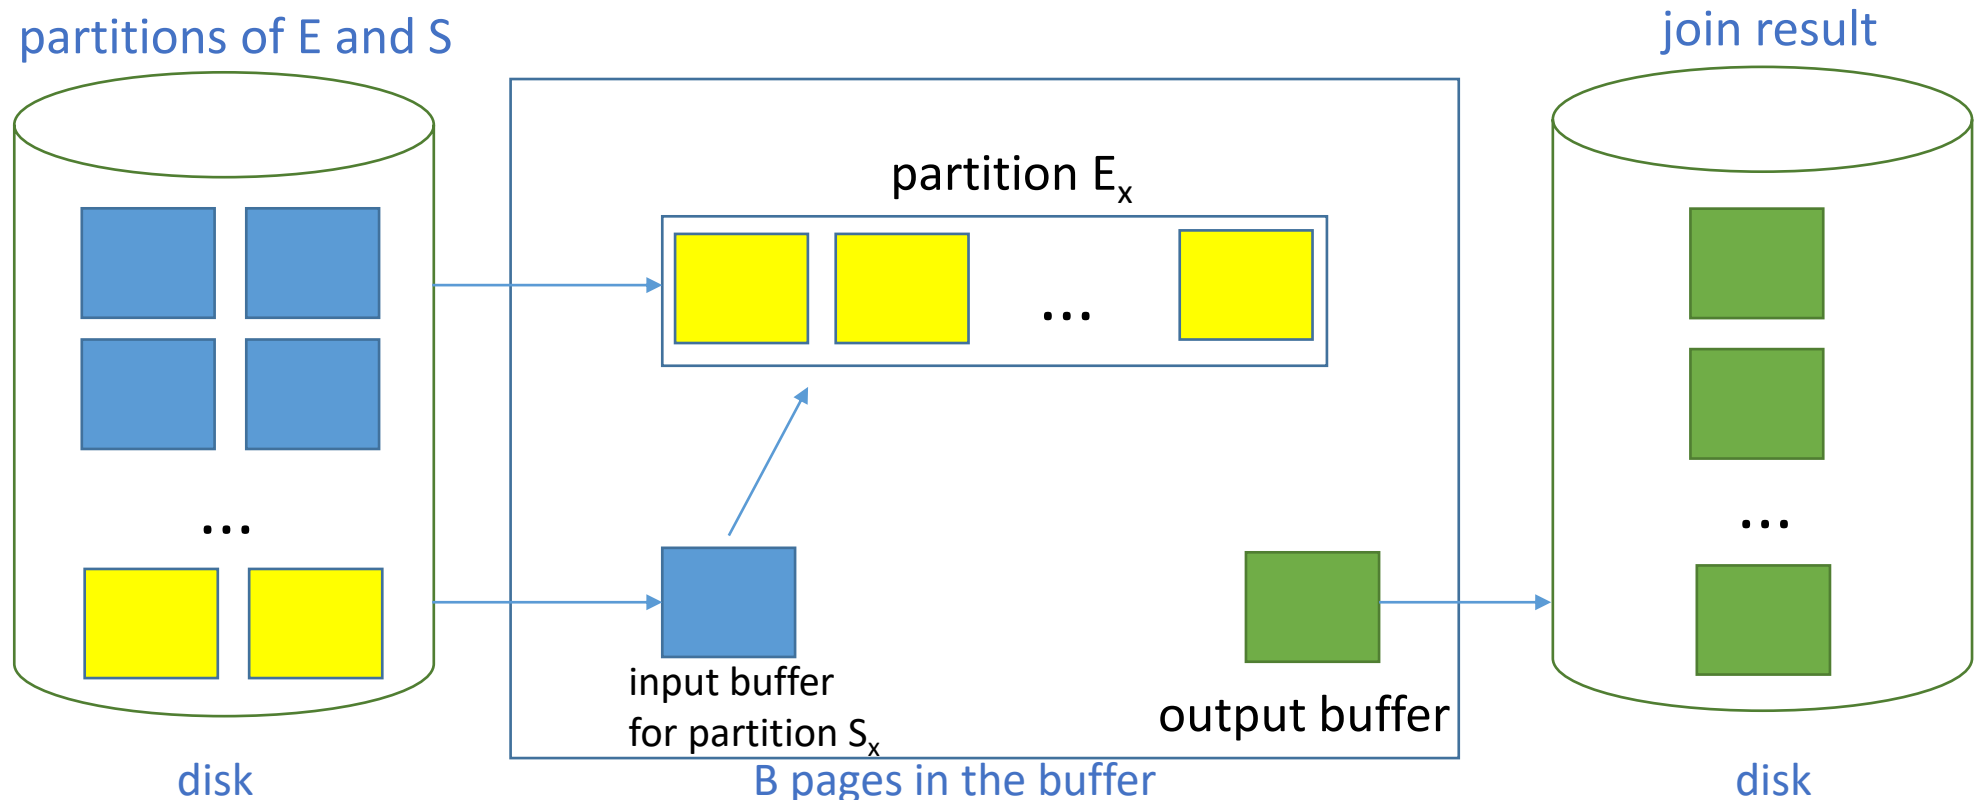 partitions of E and S
join result
partition Ex
...
...
...
input buffer
for partition Sx
output buffer
disk
B pages in the buffer
disk